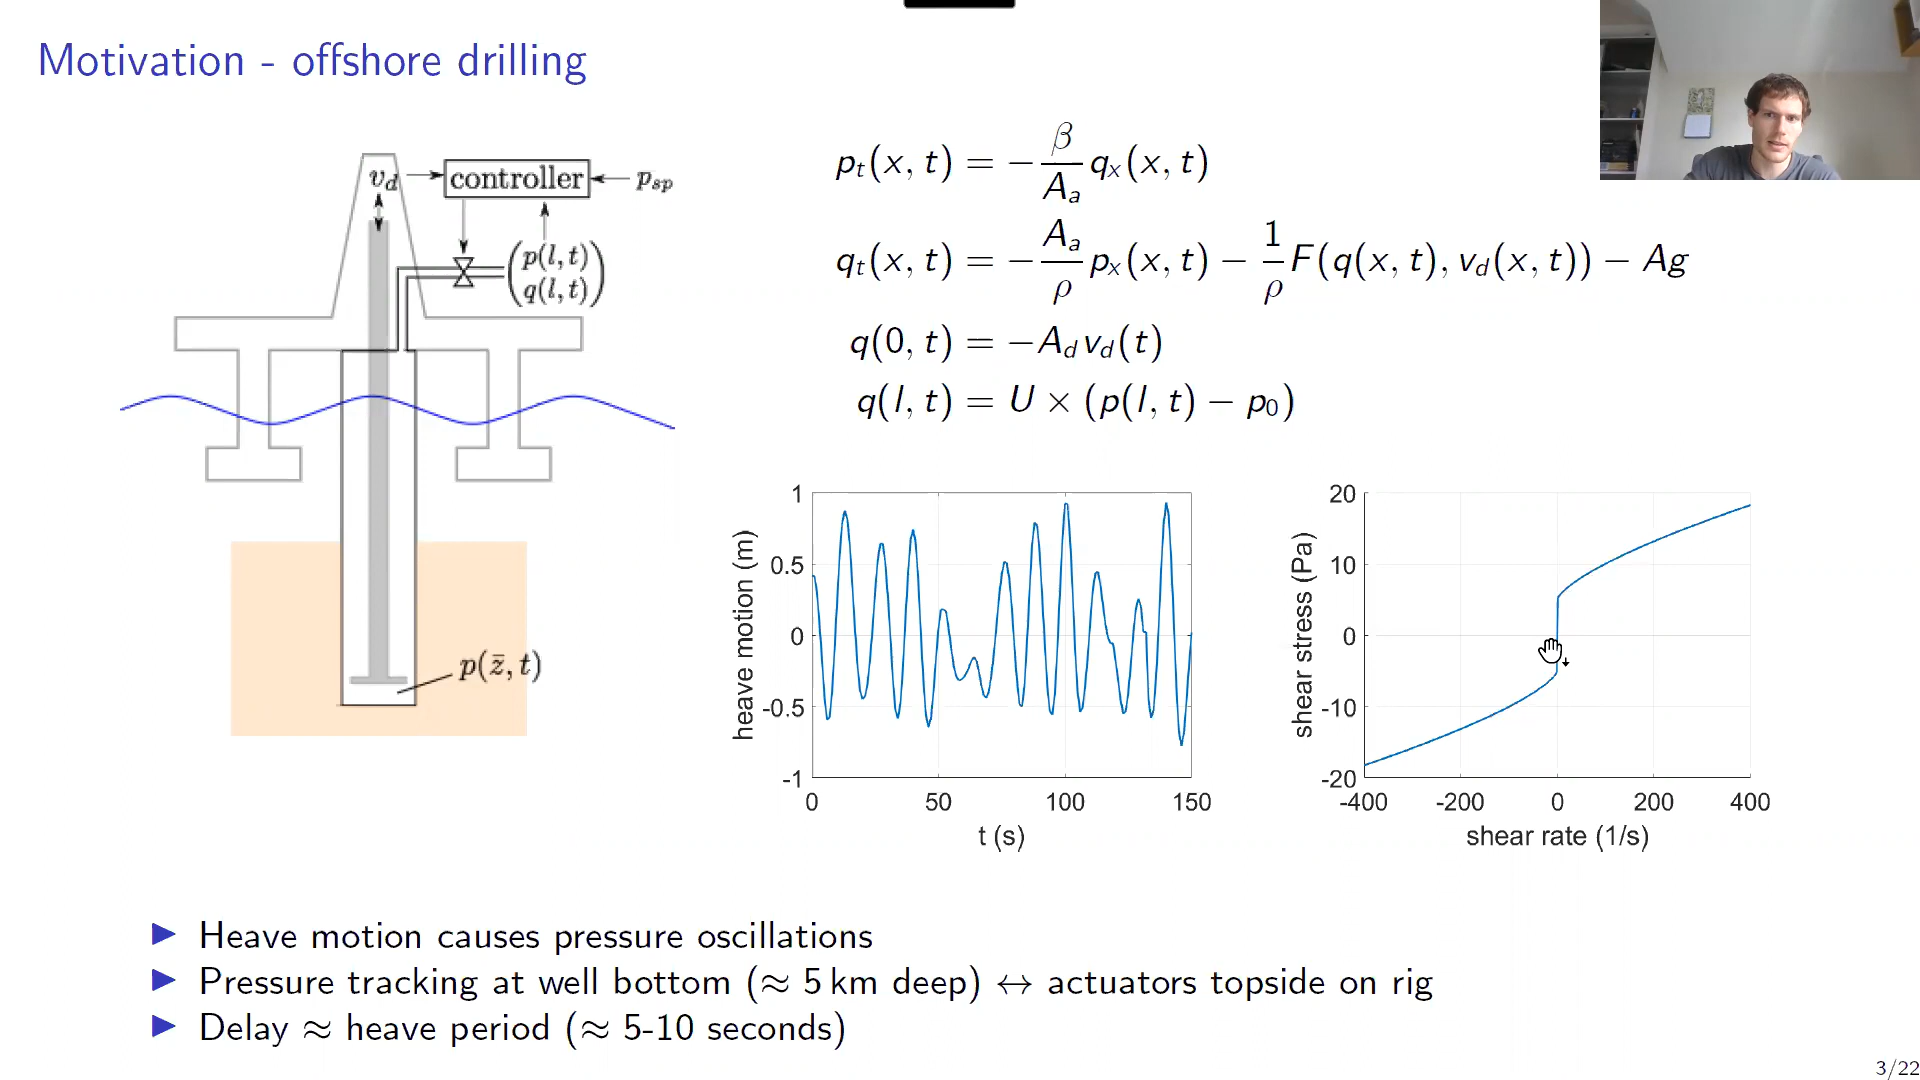 Motivation - offshore drilling
v_d
controller
p_sp
p(l, t)
q(l, t)
p(z̄, t)
p_t(x, t) = −β/A_a q_x(x, t)
q_t(x, t) = −A_a/ρ p_x(x, t) − 1/ρ F(q(x, t), v_d(x, t)) − Ag
q(0, t) = −A_d v_d(t)
q(l, t) = U × (p(l, t) − p_0)
heave motion (m)
1
0.5
0
-0.5
-1
0 50 100 150
t (s)
shear stress (Pa)
20
10
0
-10
-20
-400 -200 0 200 400
shear rate (1/s)
▶ Heave motion causes pressure oscillations
▶ Pressure tracking at well bottom (≈ 5 km deep) ↔ actuators topside on rig
▶ Delay ≈ heave period (≈ 5-10 seconds)
3/22